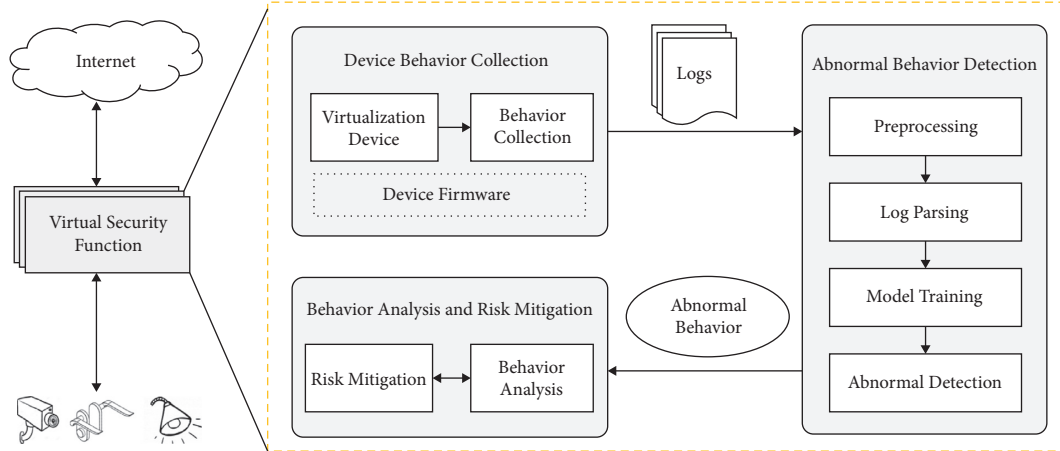 Internet
Virtual Security
Function
Device Behavior Collection
Virtualization
Device
Behavior
Collection
Device Firmware
Logs
Abnormal Behavior Detection
Preprocessing
Log Parsing
Model Training
Abnormal Detection
Abnormal
Behavior
Behavior Analysis and Risk Mitigation
Risk Mitigation
Behavior
Analysis